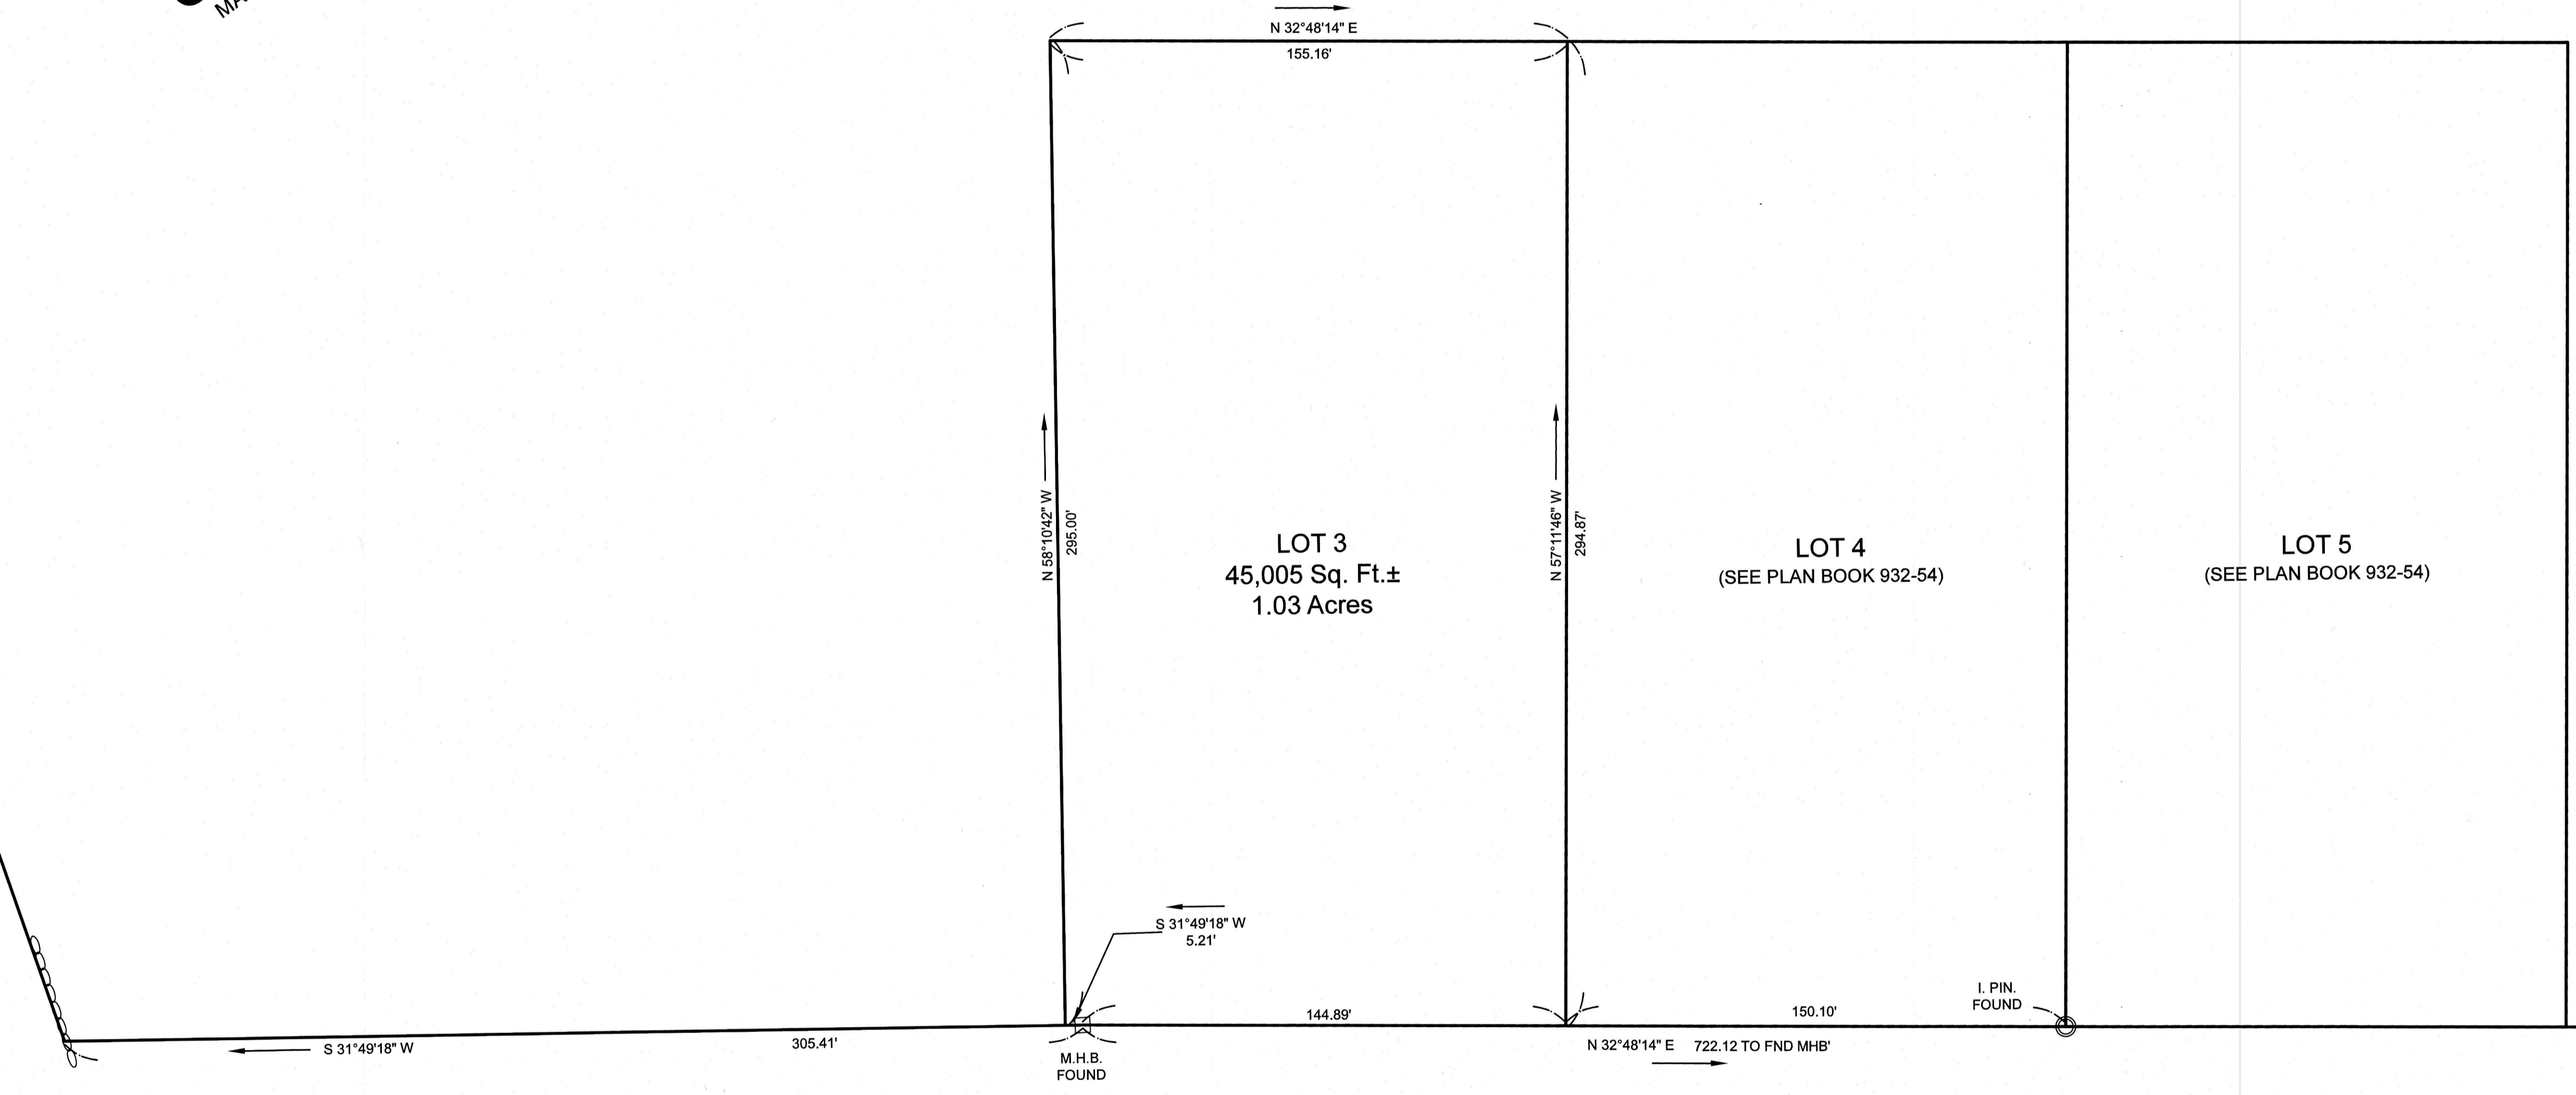 MA
N 32°48'14" E
155.16'
N 58°10'42" W
295.00'
N 57°11'46" W
294.87'
LOT 3
45,005 Sq. Ft.±
1.03 Acres
LOT 4
(SEE PLAN BOOK 932-54)
LOT 5
(SEE PLAN BOOK 932-54)
S 31°49'18" W
5.21'
I. PIN.
FOUND
144.89'
150.10'
S 31°49'18" W
305.41'
N 32°48'14" E 722.12 TO FND MHB'
M.H.B.
FOUND